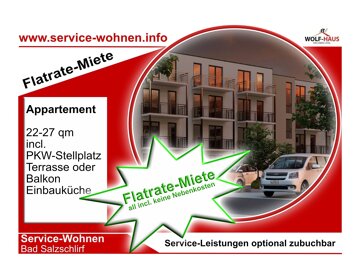 www.service-wohnen.info
WOLF-HAUS
Flatrate-Miete
Appartement
22-27 qm
incl.
PKW-Stellplatz
Terrasse oder
Balkon
Einbauküche
Flatrate-Miete
all incl. keine Nebenkosten
Service-Wohnen
Bad Salzschlirf
Service-Leistungen optional zubuchbar